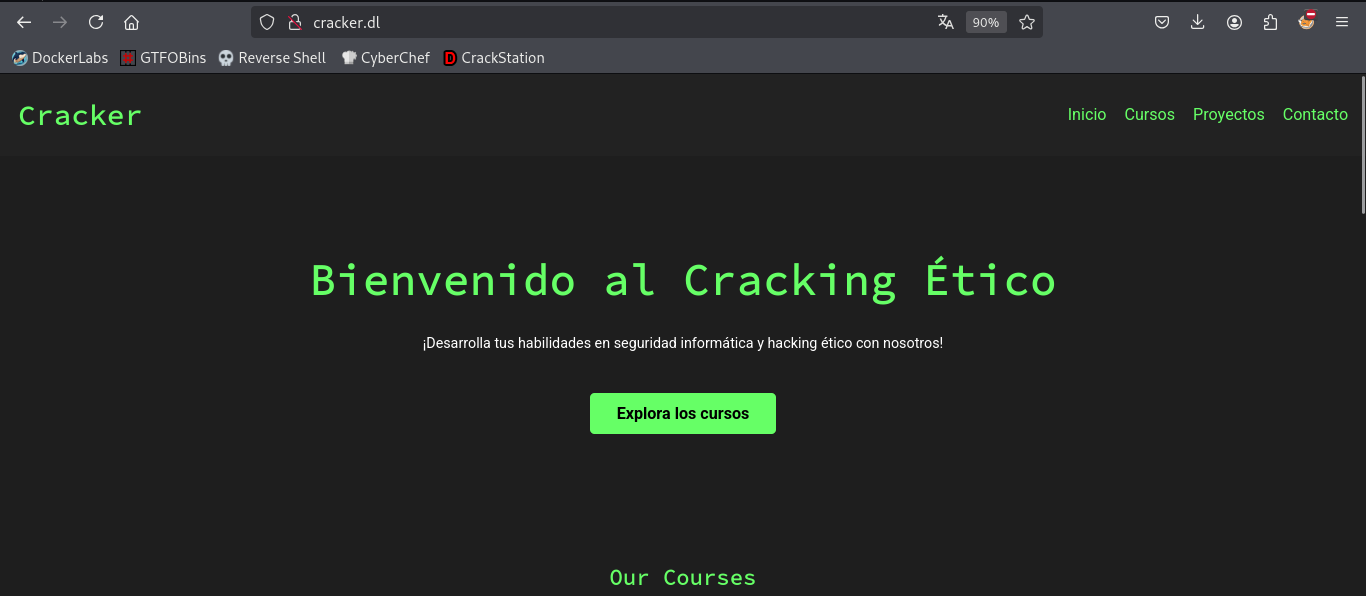 cracker.dl 90%
DockerLabs GTFOBins Reverse Shell CyberChef CrackStation
Cracker Inicio Cursos Proyectos Contacto
Bienvenido al Cracking Ético
¡Desarrolla tus habilidades en seguridad informática y hacking ético con nosotros!
Explora los cursos
Our Courses